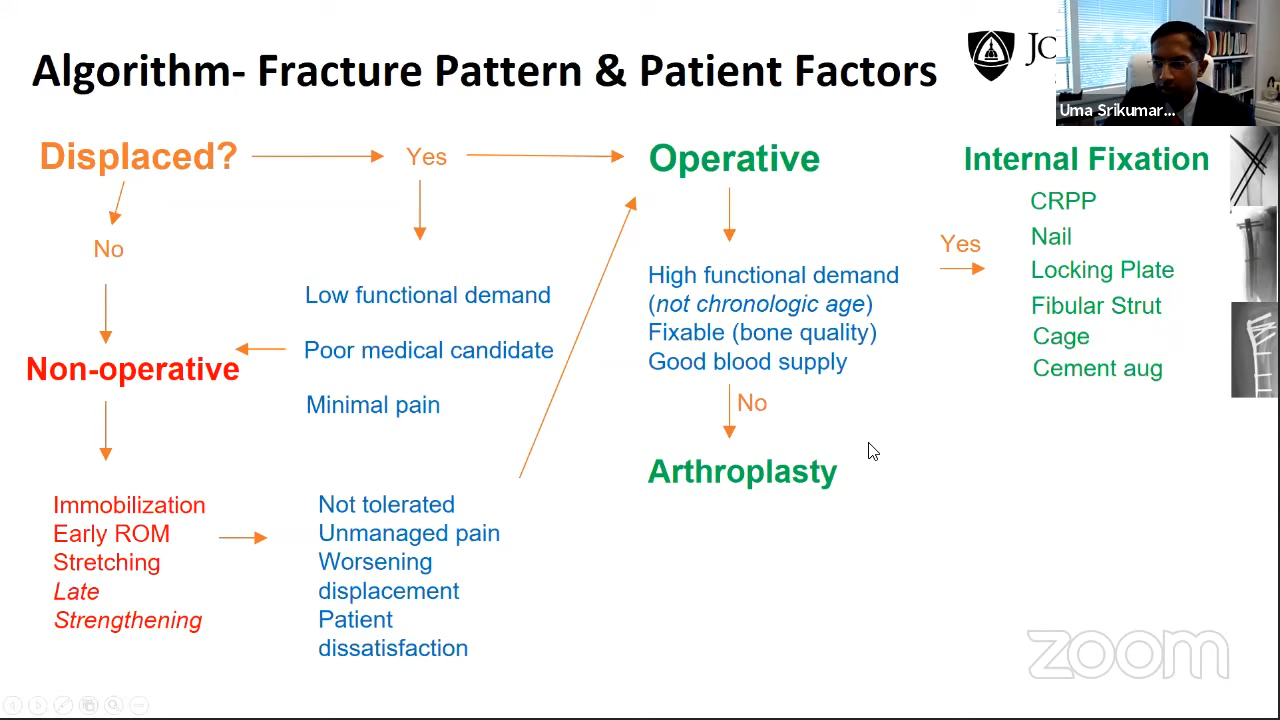 Algorithm- Fracture Pattern & Patient Factors
JO
Uma Srikumar...
Displaced?
Yes
Operative
Internal Fixation
No
CRPP
Nail
Locking Plate
Fibular Strut
Cage
Cement aug
Yes
Low functional demand
Poor medical candidate
Minimal pain
High functional demand
(not chronologic age)
Fixable (bone quality)
Good blood supply
Non-operative
No
Arthroplasty
Immobilization
Early ROM
Stretching
Late
Strengthening
Not tolerated
Unmanaged pain
Worsening
displacement
Patient
dissatisfaction
zoom